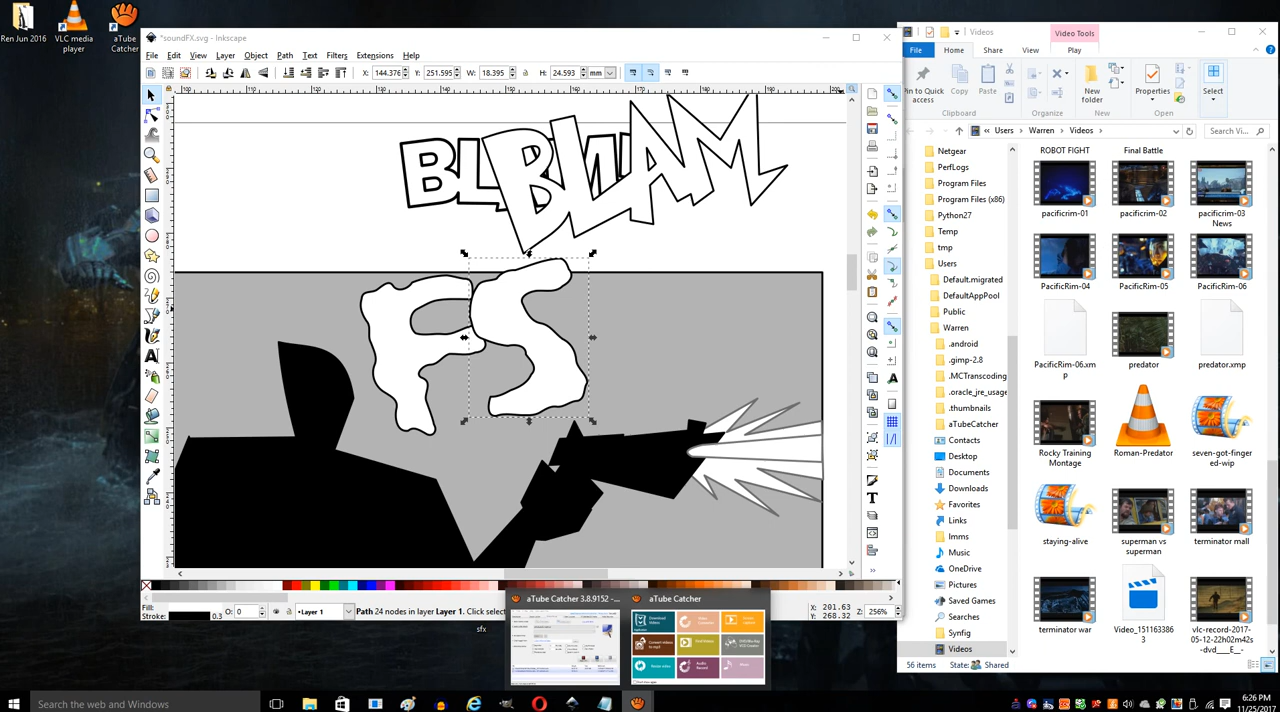 Ren Jun 2016
VLC media player
aTube Catcher
*soundFX.svg - Inkscape
File Edit View Layer Object Path Text Filters Extensions Help
X: 144.376 Y: 251.595 W: 18.395 H: 24.593 mm
BL
BLAM
FS
Fill:
Stroke: 0.3
O: 0
Layer 1
Path 24 nodes in layer Layer 1. Click selec
X: 201.63
Y: 268.32
Z: 256%
sfx
aTube Catcher 3.8.9152 -...
aTube Catcher
Videos
Video Tools
File Home Share View Play
Pin to Quick access
Copy
Paste
New folder
Properties
Open
Select
Clipboard
Organize
New
Open
Users Warren Videos
Search Vi...
Netgear
PerfLogs
Program Files
Program Files (x86)
Python27
Temp
tmp
Users
Default.migrated
DefaultAppPool
Public
Warren
.android
.gimp-2.8
.MCTranscoding
.oracle_jre_usage
.thumbnails
aTubeCatcher
Contacts
Desktop
Documents
Downloads
Favorites
Links
lmms
Music
OneDrive
Pictures
Saved Games
Searches
Synfig
Videos
ROBOT FIGHT
Final Battle
pacificrim-01
pacificrim-02
pacificrim-03 News
PacificRim-04
PacificRim-05
PacificRim-06
PacificRim-06.xmp
predator
predator.xmp
Rocky Training Montage
Roman-Predator
seven-got-fingered-wip
staying-alive
superman vs superman
terminator mall
terminator war
Video_1511633863
vlc-record-2017-05-12-22h02m42s-dvd___E_-
56 items
State: Shared
Search the web and Windows
6:26 PM
11/25/2017